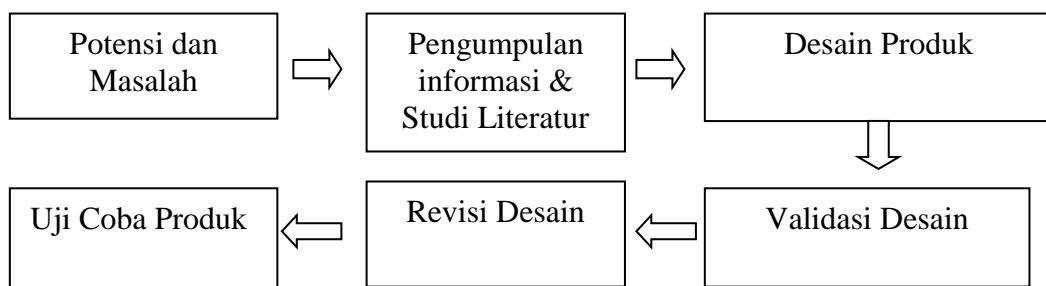 Potensi dan
Masalah
Pengumpulan
informasi &
Studi Literatur
Desain Produk
Validasi Desain
Revisi Desain
Uji Coba Produk